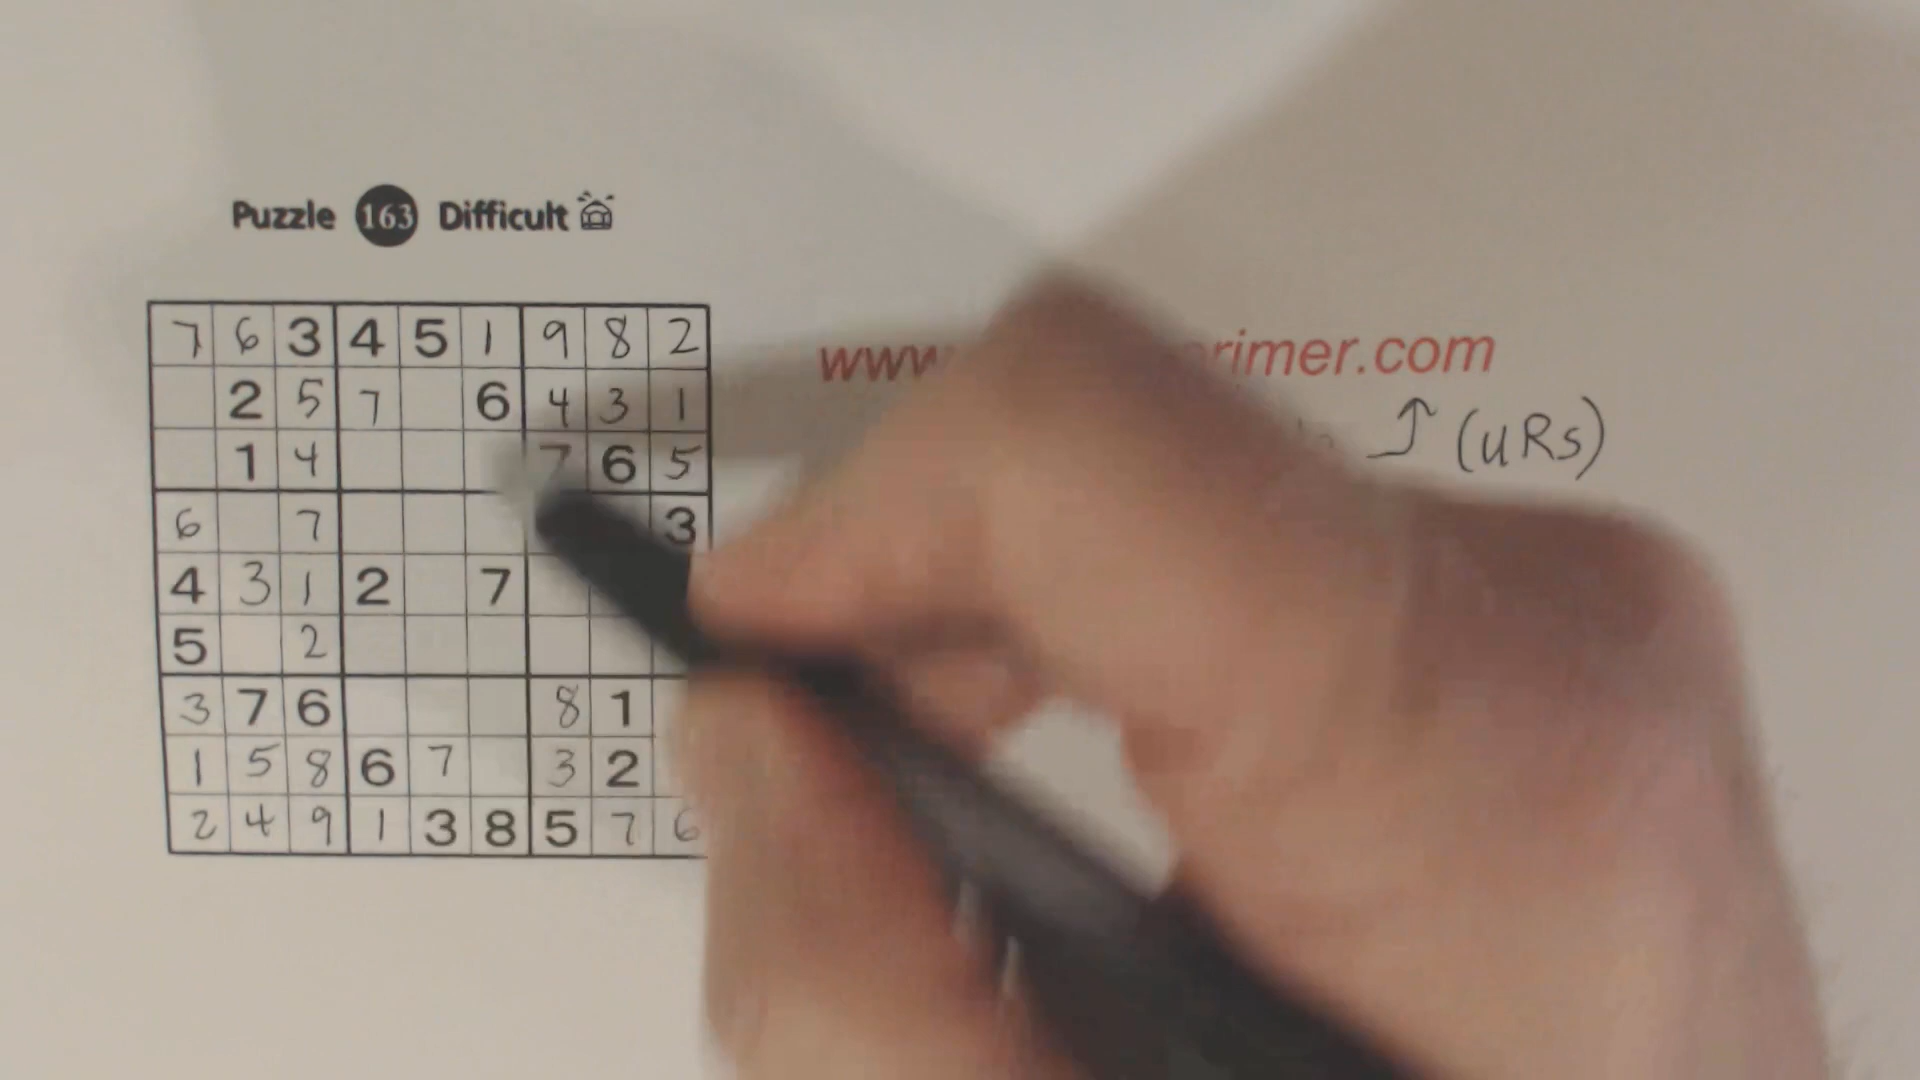 Puzzle 163 Difficult
7 6 3 4 5 1 9 8 2
2 5 7 6 4 3 1
1 4 7 6 5
6 7 3
4 3 1 2 7
5 2
3 7 6 8 1
1 5 8 6 7 3 2
2 4 9 1 3 8 5 7 6
www rimer.com
(uRs)